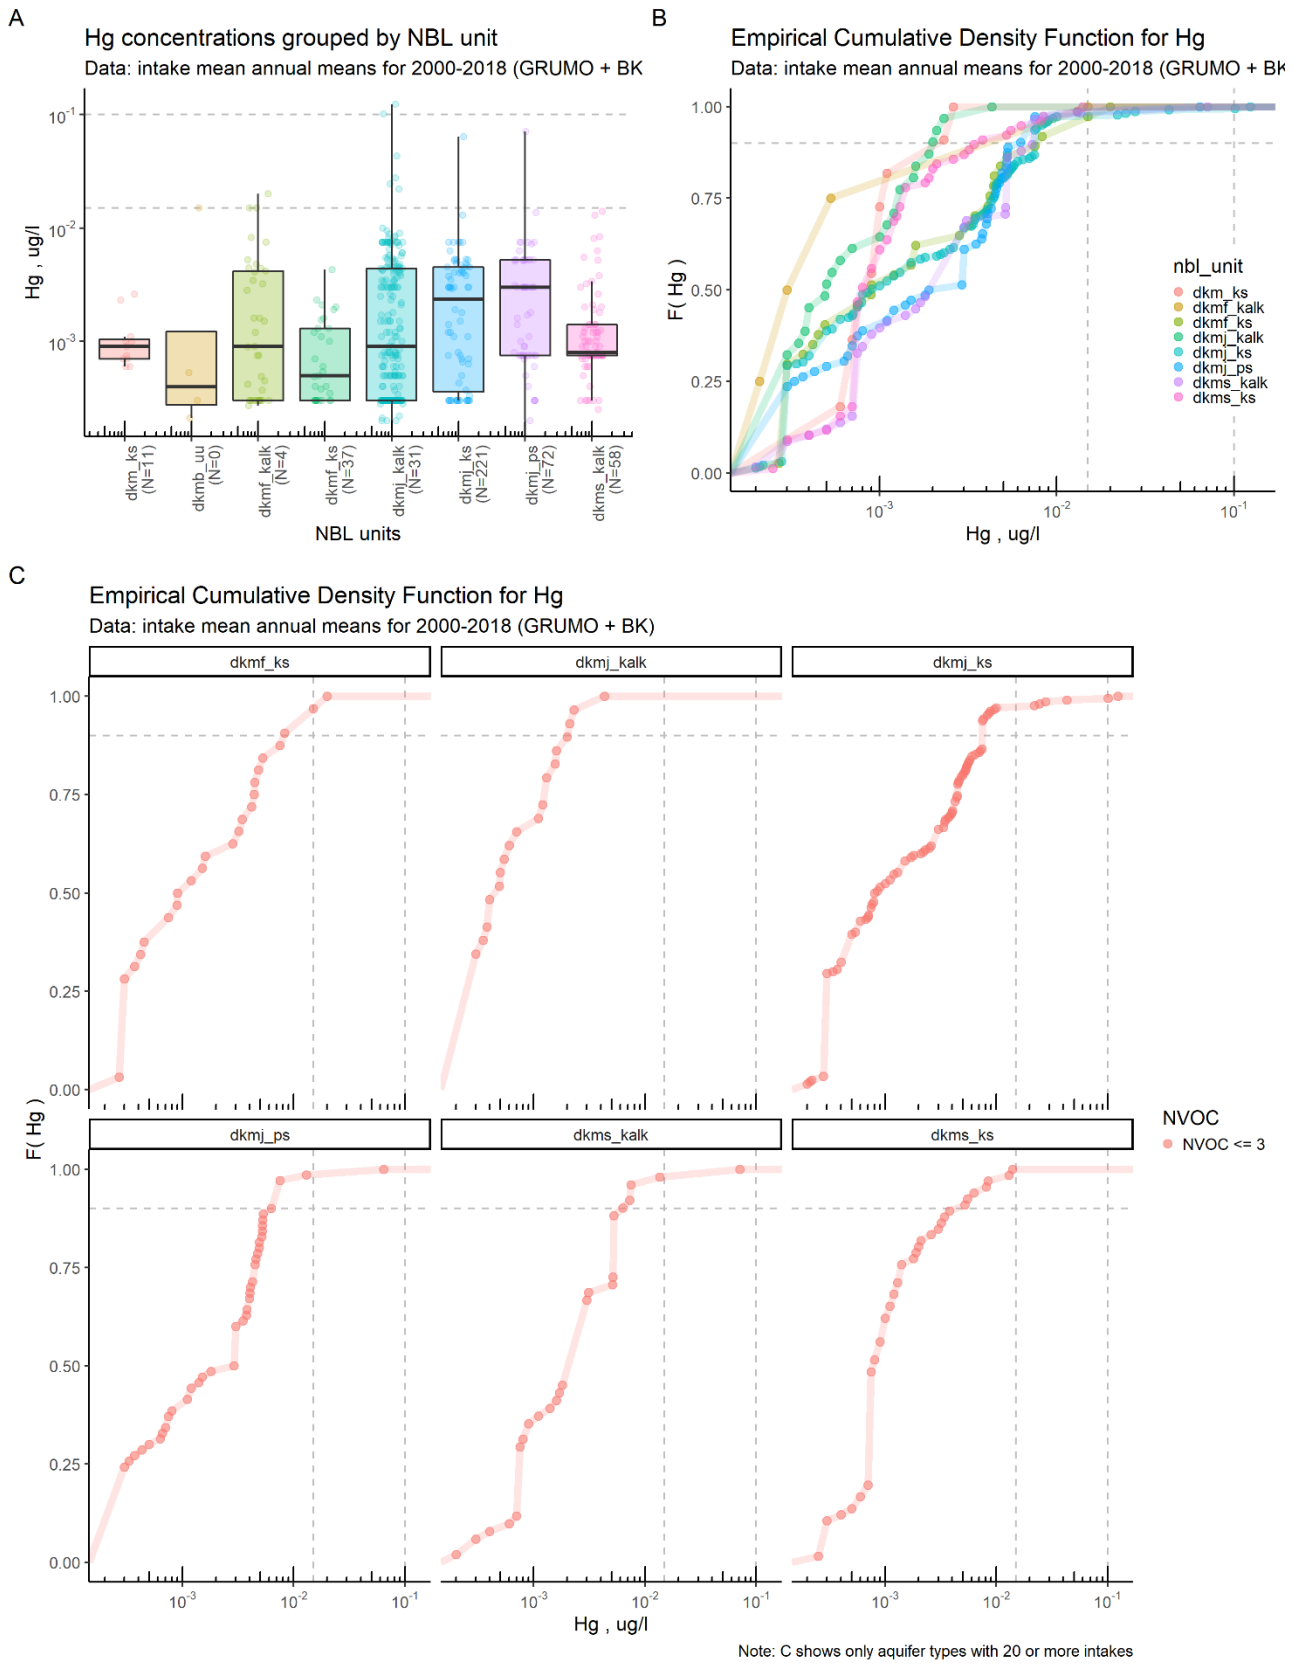 A
Hg concentrations grouped by NBL unit
Data: intake mean annual means for 2000-2018 (GRUMO + BK
Hg , ug/l
10⁻¹
10⁻²
10⁻³
dkm_ks
(N=11)
dkmb_uu
(N=0)
dkmf_kalk
(N=4)
dkmf_ks
(N=37)
dkmj_kalk
(N=31)
dkmj_ks
(N=221)
dkmj_ps
(N=72)
dkms_kalk
(N=58)
NBL units
B
Empirical Cumulative Density Function for Hg
Data: intake mean annual means for 2000-2018 (GRUMO + BK
F( Hg )
1.00
0.75
0.50
0.25
0.00
10⁻³
10⁻²
10⁻¹
Hg , ug/l
nbl_unit
dkm_ks
dkmf_kalk
dkmf_ks
dkmj_kalk
dkmj_ks
dkmj_ps
dkms_kalk
dkms_ks
C
Empirical Cumulative Density Function for Hg
Data: intake mean annual means for 2000-2018 (GRUMO + BK)
dkmf_ks
dkmj_kalk
dkmj_ks
1.00
0.75
0.50
0.25
0.00
F( Hg )
dkmj_ps
dkms_kalk
dkms_ks
1.00
0.75
0.50
0.25
0.00
10⁻³
10⁻²
10⁻¹
10⁻³
10⁻²
10⁻¹
10⁻³
10⁻²
10⁻¹
Hg , ug/l
NVOC
NVOC <= 3
Note: C shows only aquifer types with 20 or more intakes